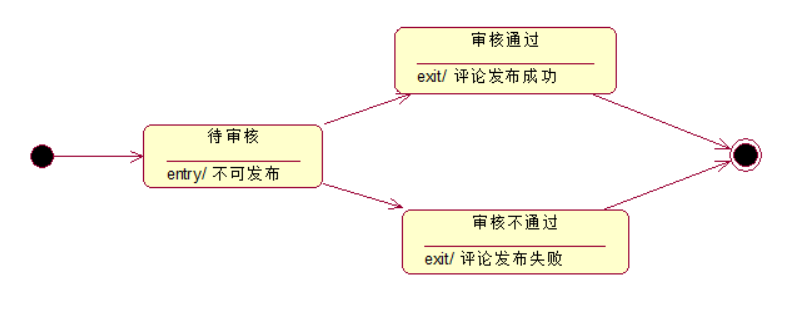 审核通过
exit/ 评论发布成功
待审核
entry/ 不可发布
审核不通过
exit/ 评论发布失败